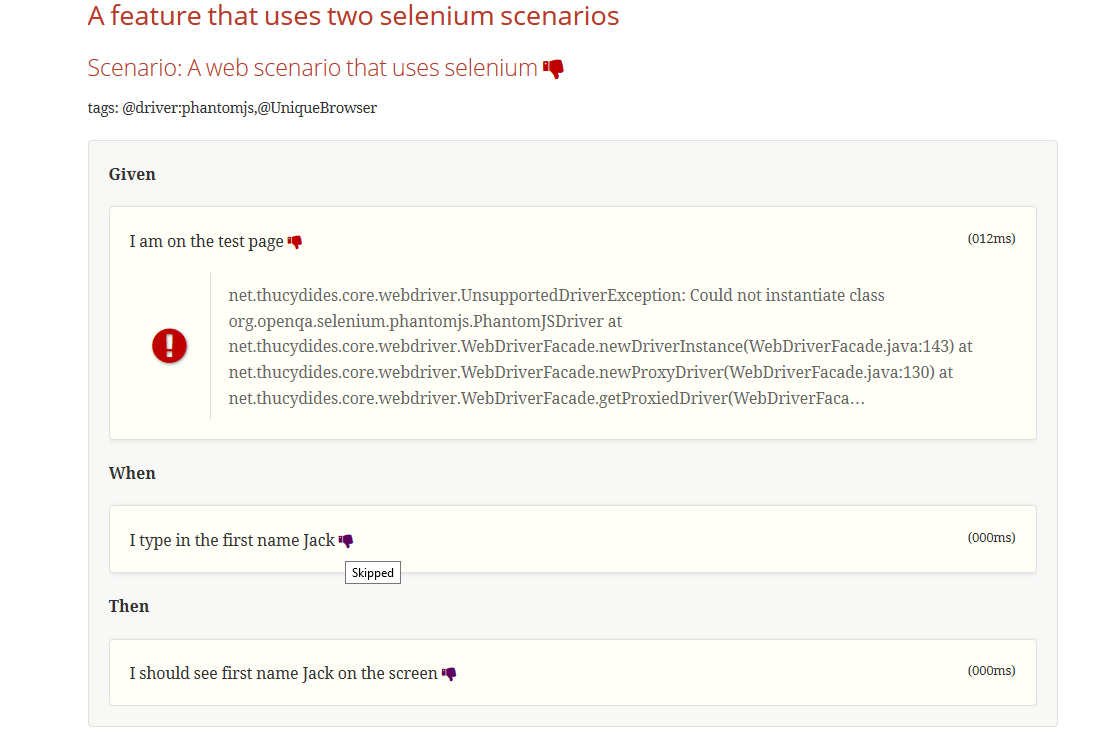 A feature that uses two selenium scenarios
Scenario: A web scenario that uses selenium
tags: @driver:phantomjs,@UniqueBrowser
Given
I am on the test page (012ms)
net.thucydides.core.webdriver.UnsupportedDriverException: Could not instantiate class
org.openqa.selenium.phantomjs.PhantomJSDriver at
net.thucydides.core.webdriver.WebDriverFacade.newDriverInstance(WebDriverFacade.java:143) at
net.thucydides.core.webdriver.WebDriverFacade.newProxyDriver(WebDriverFacade.java:130) at
net.thucydides.core.webdriver.WebDriverFacade.getProxiedDriver(WebDriverFaca…
When
I type in the first name Jack (000ms)
Skipped
Then
I should see first name Jack on the screen (000ms)